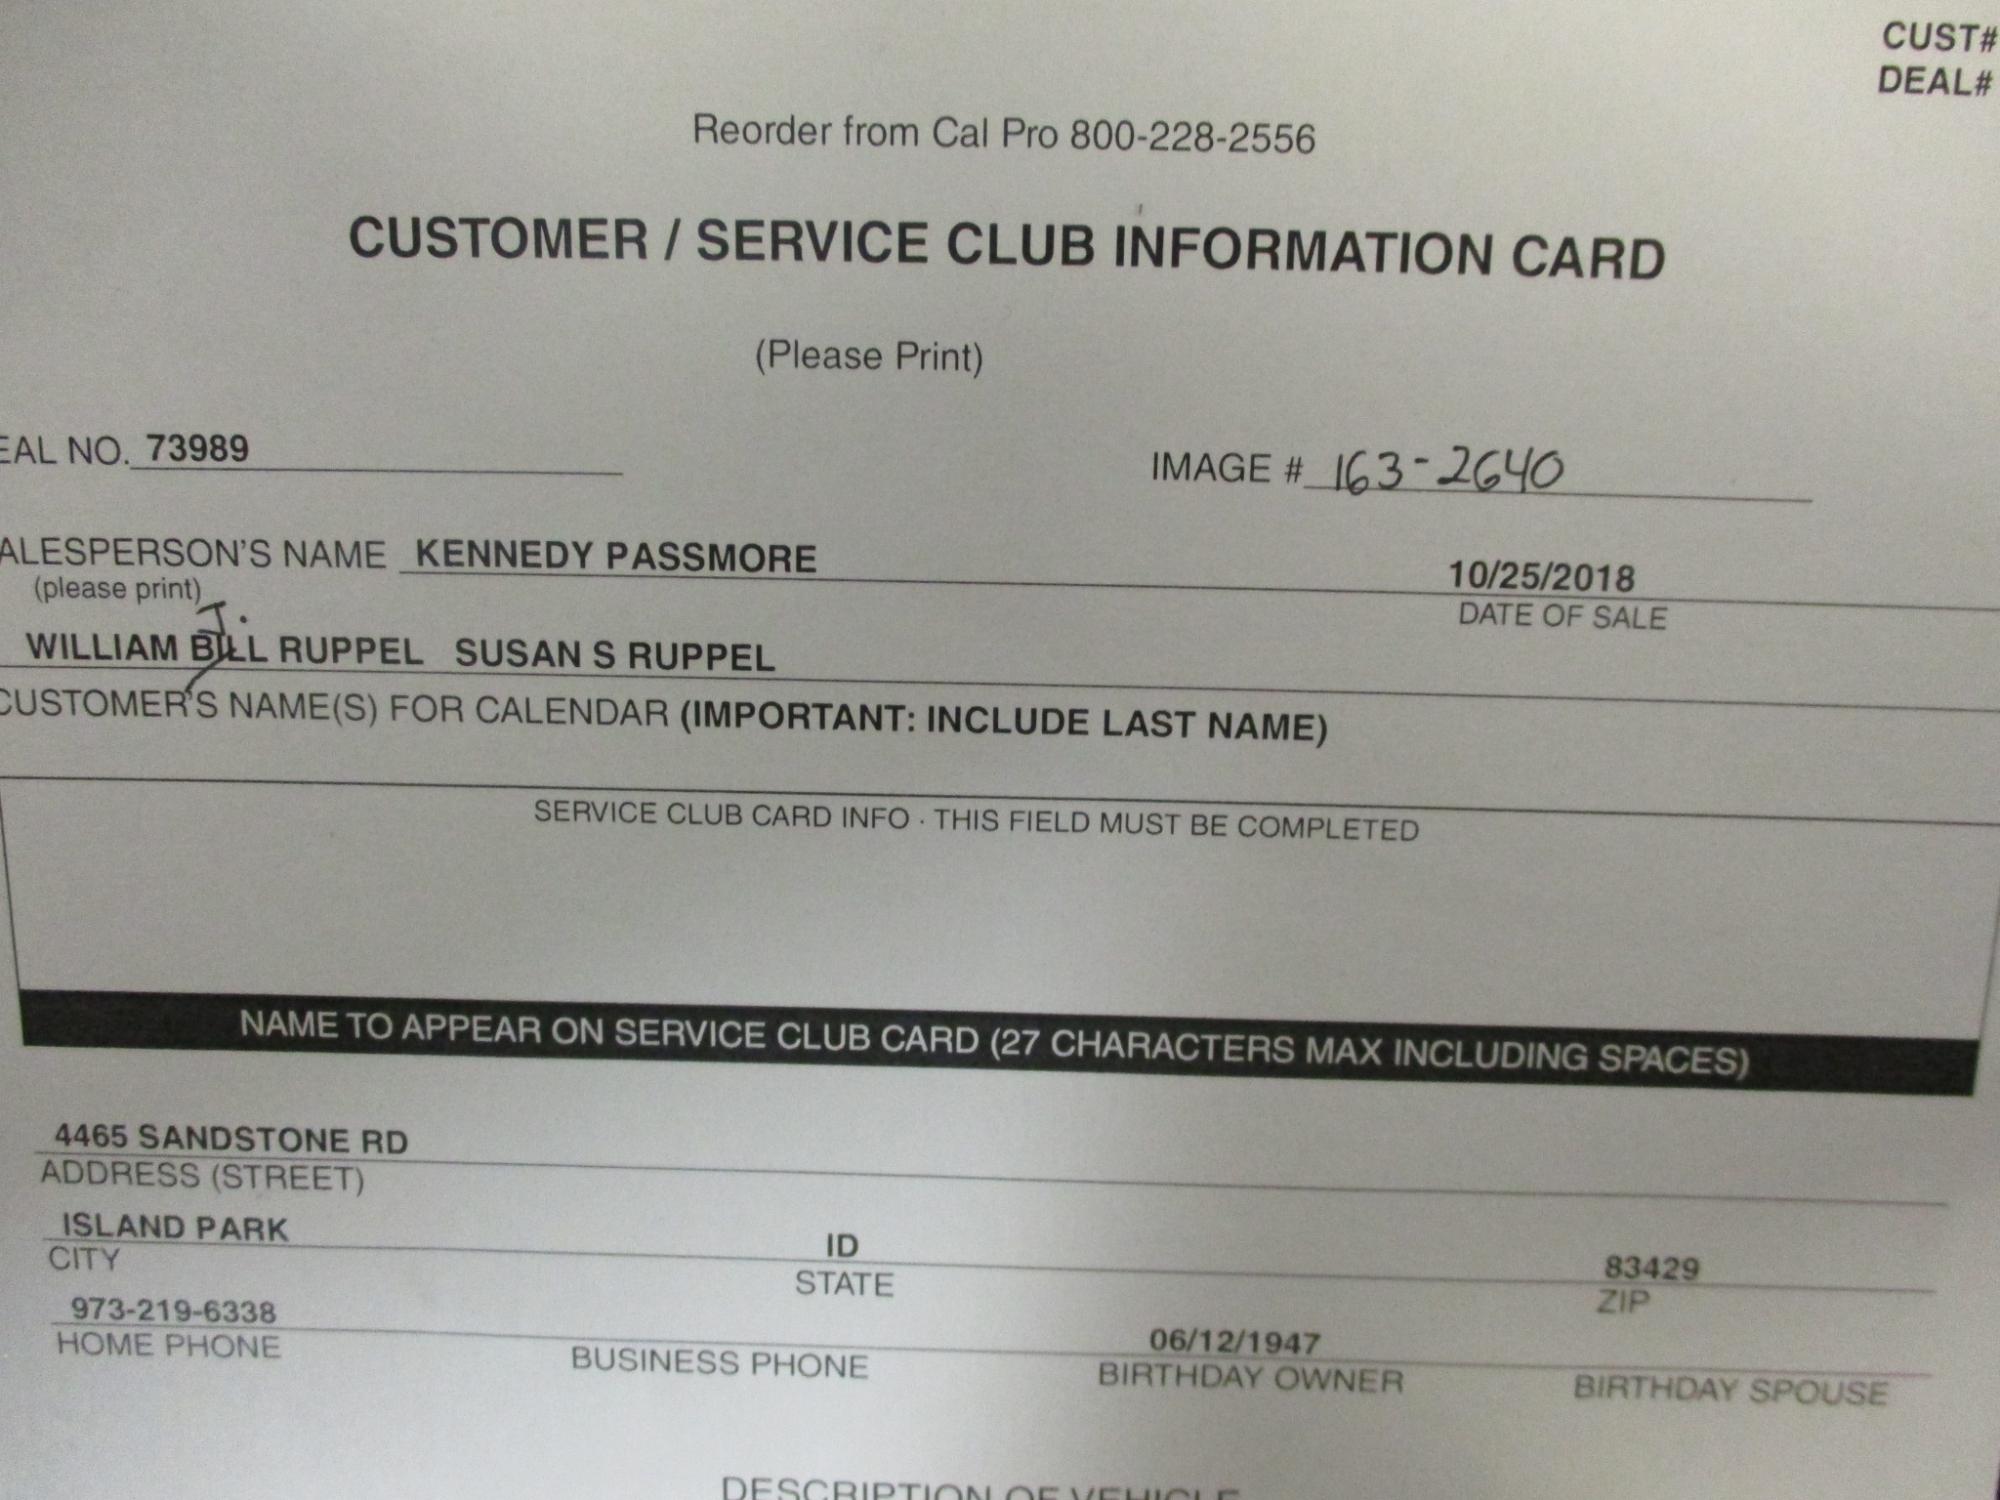 CUST#
DEAL#
Reorder from Cal Pro 800-228-2556
CUSTOMER / SERVICE CLUB INFORMATION CARD
(Please Print)
EAL NO. 73989 IMAGE # 163-2640
ALESPERSON'S NAME KENNEDY PASSMORE 10/25/2018
(please print) DATE OF SALE
J.
WILLIAM BILL RUPPEL SUSAN S RUPPEL
CUSTOMER'S NAME(S) FOR CALENDAR (IMPORTANT: INCLUDE LAST NAME)
SERVICE CLUB CARD INFO · THIS FIELD MUST BE COMPLETED
NAME TO APPEAR ON SERVICE CLUB CARD (27 CHARACTERS MAX INCLUDING SPACES)
4465 SANDSTONE RD
ADDRESS (STREET)
ISLAND PARK ID 83429
CITY STATE ZIP
973-219-6338 06/12/1947
HOME PHONE BUSINESS PHONE BIRTHDAY OWNER BIRTHDAY SPOUSE
DESCRIPTION OF VEHICLE